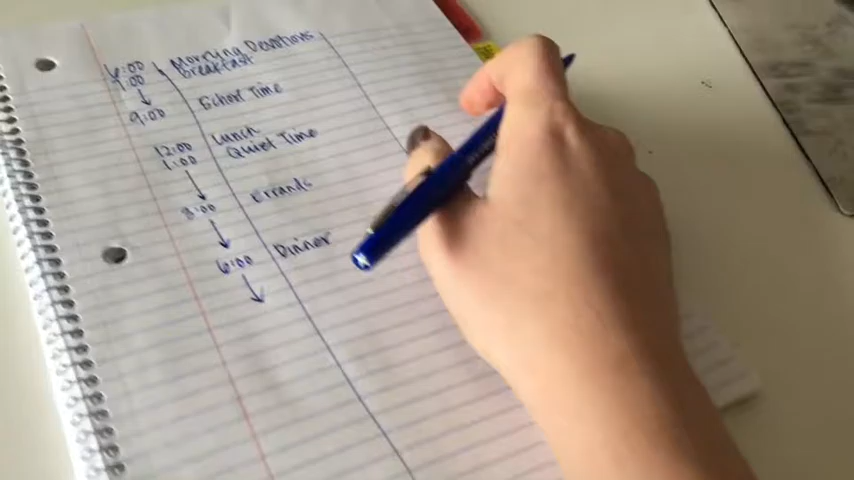 6:00 Morning Devotions
7:00 breakfast
9:00 School Time
12:00 Lunch
1:00 Quiet Time
3:00 Errands
6:00 Dinner